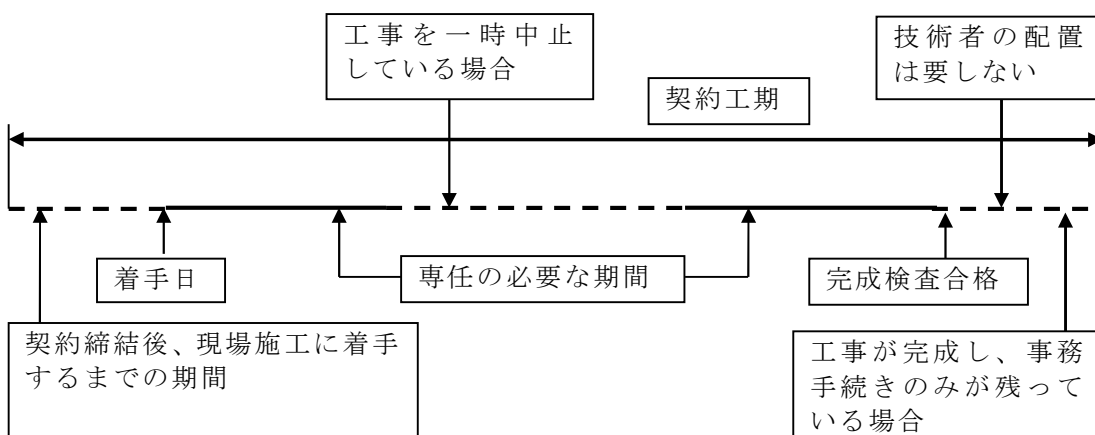 工事を一時中止
している場合
技術者の配置
は要しない
契約工期
着手日
専任の必要な期間
完成検査合格
契約締結後、現場施工に着手
するまでの期間
工事が完成し、事務
手続きのみが残って
いる場合